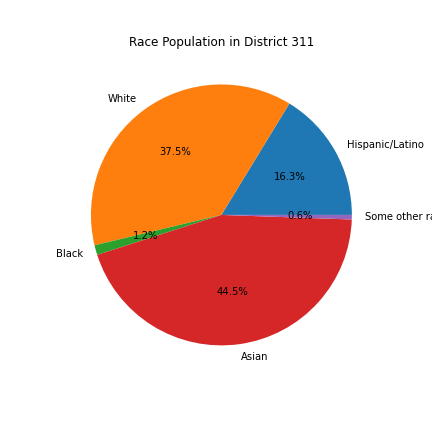 Race Population in District 311
White
Hispanic/Latino
37.5%
16.3%
0.6%
Some other ra
1.2%
Black
44.5%
Asian